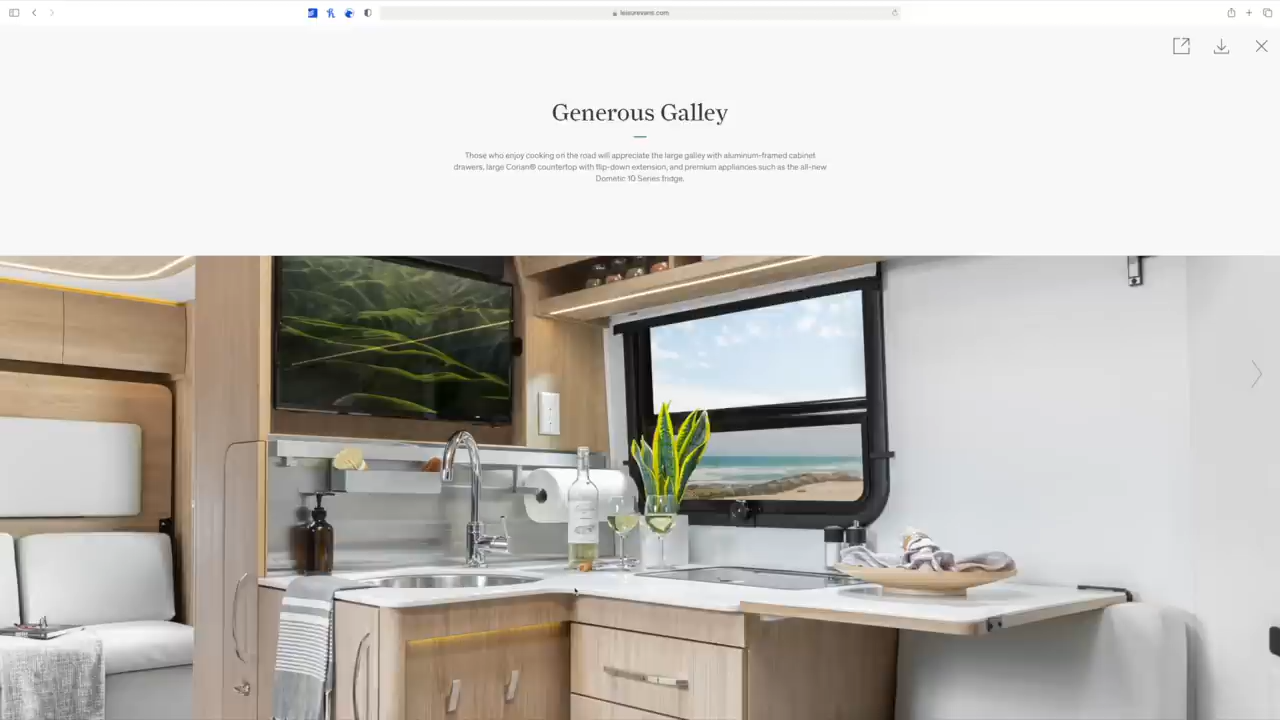 leisurevans.com
Generous Galley
Those who enjoy cooking on the road will appreciate the large galley with aluminum-framed cabinet
drawers, large Corian® countertop with flip-down extension, and premium appliances such as the all-new
Dometic 10 Series fridge.